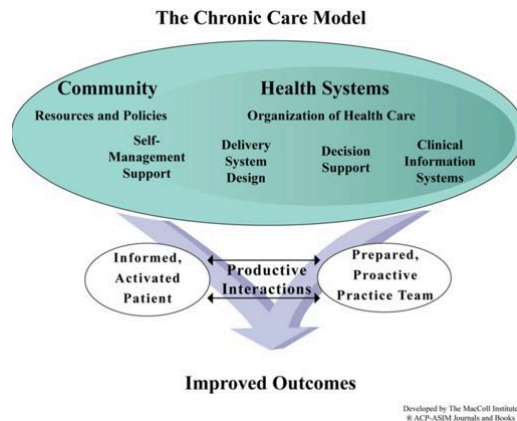 The Chronic Care Model
Community
Resources and Policies
Health Systems
Organization of Health Care
Self-
Management
Support
Delivery
System
Design
Decision
Support
Clinical
Information
Systems
Informed,
Activated
Patient
Productive
Interactions
Prepared,
Proactive
Practice Team
Improved Outcomes
Developed by The MacColl Institute
® ACP-ASIM Journals and Books